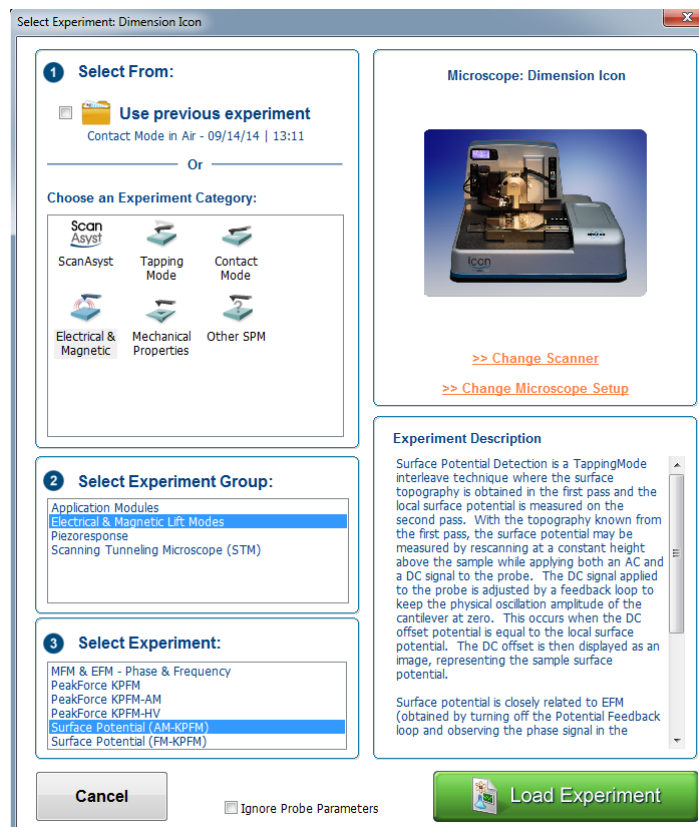 Select Experiment: Dimension Icon
x
1 Select From:
Use previous experiment
Contact Mode in Air - 09/14/14 | 13:11
Or
Choose an Experiment Category:
Scan
Asyst
ScanAsyst
Tapping
Mode
Contact
Mode
?
Electrical &
Magnetic
Mechanical
Properties
Other SPM
2 Select Experiment Group:
Application Modules
Electrical & Magnetic Lift Modes
Piezoresponse
Scanning Tunneling Microscope (STM)
3 Select Experiment:
MFM & EFM - Phase & Frequency
PeakForce KPFM
PeakForce KPFM-AM
PeakForce KPFM-HV
Surface Potential (AM-KPFM)
Surface Potential (FM-KPFM)
Cancel
Ignore Probe Parameters
Microscope: Dimension Icon
Icon
>> Change Scanner
>> Change Microscope Setup
Experiment Description
Surface Potential Detection is a TappingMode
interleave technique where the surface
topography is obtained in the first pass and the
local surface potential is measured on the
second pass. With the topography known from
the first pass, the surface potential may be
measured by rescanning at a constant height
above the sample while applying both an AC and
a DC signal to the probe. The DC signal applied
to the probe is adjusted by a feedback loop to
keep the physical oscillation amplitude of the
cantilever at zero. This occurs when the DC
offset potential is equal to the local surface
potential. The DC offset is then displayed as an
image, representing the sample surface
potential.
Surface potential is closely related to EFM
(obtained by turning off the Potential Feedback
loop and observing the phase signal in the
Load Experiment